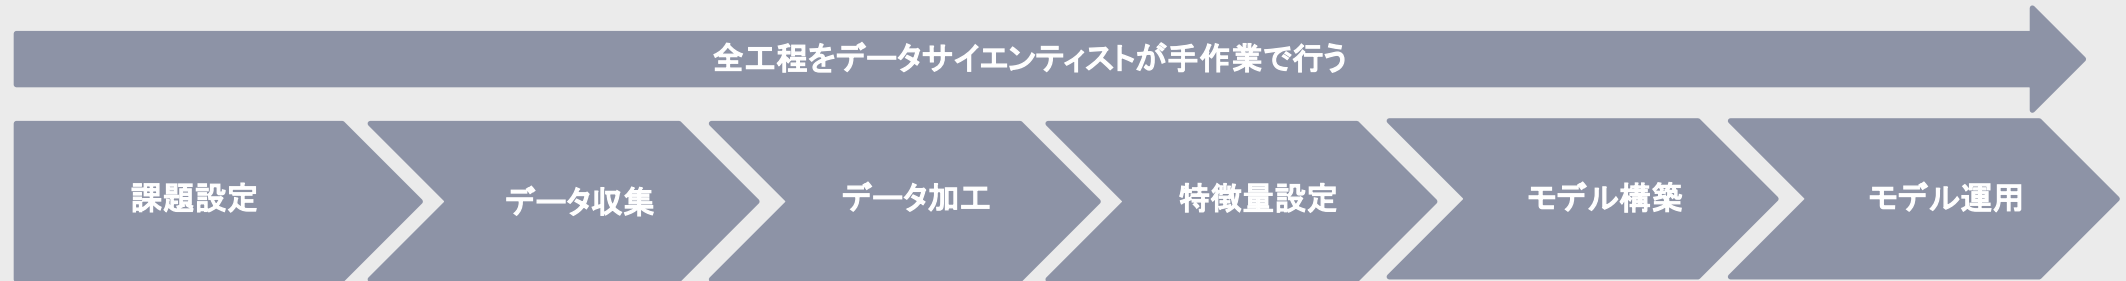 全工程をデータサイエンティストが手作業で行う
課題設定
データ収集
データ加工
特徴量設定
モデル構築
モデル運用